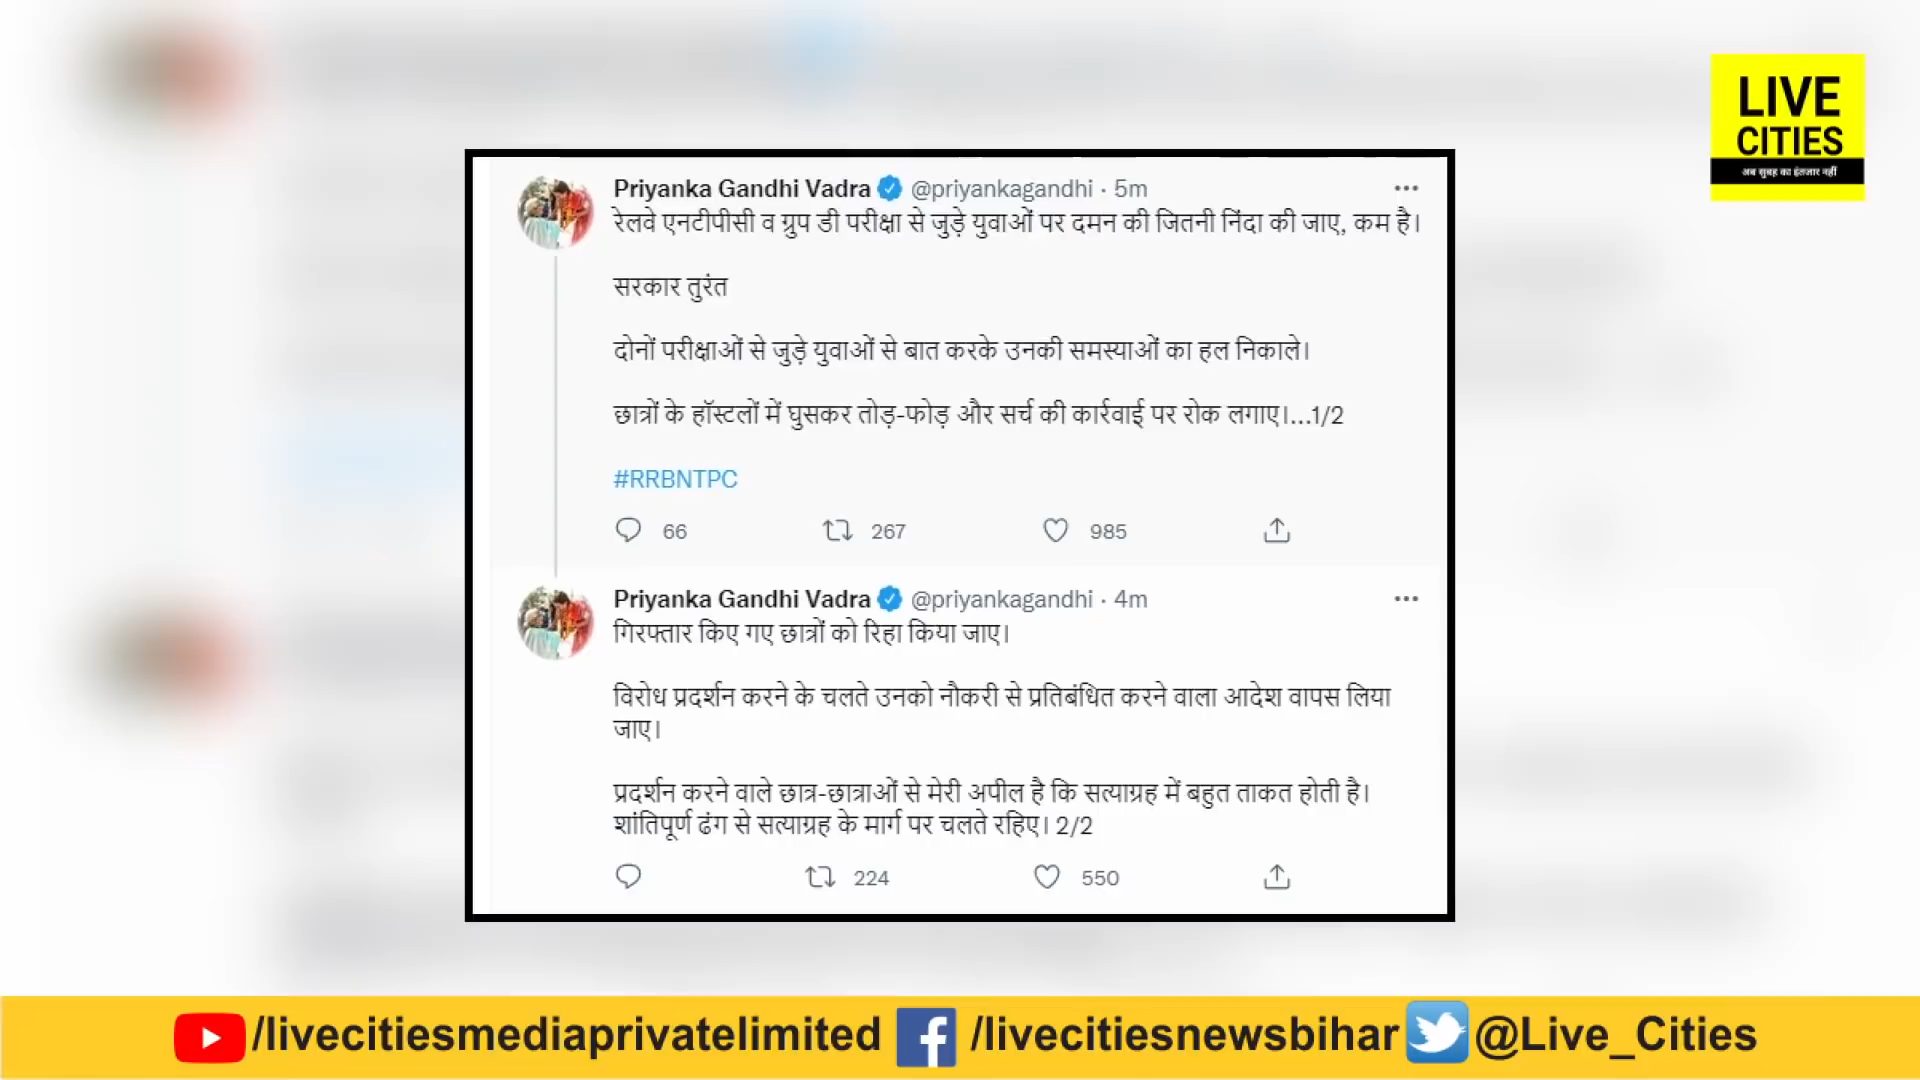 LIVE
CITIES
अब सुबह का इंतजार नहीं
Priyanka Gandhi Vadra @priyankagandhi · 5m
रेलवे एनटीपीसी व ग्रुप डी परीक्षा से जुड़े युवाओं पर दमन की जितनी निंदा की जाए, कम है।
सरकार तुरंत
दोनों परीक्षाओं से जुड़े युवाओं से बात करके उनकी समस्याओं का हल निकाले।
छात्रों के हॉस्टलों में घुसकर तोड़-फोड़ और सर्च की कार्रवाई पर रोक लगाए।...1/2
#RRBNTPC
66 267 985
Priyanka Gandhi Vadra @priyankagandhi · 4m
गिरफ्तार किए गए छात्रों को रिहा किया जाए।
विरोध प्रदर्शन करने के चलते उनको नौकरी से प्रतिबंधित करने वाला आदेश वापस लिया
जाए।
प्रदर्शन करने वाले छात्र-छात्राओं से मेरी अपील है कि सत्याग्रह में बहुत ताकत होती है।
शांतिपूर्ण ढंग से सत्याग्रह के मार्ग पर चलते रहिए। 2/2
224 550
/livecitiesmediaprivatelimited /livecitiesnewsbihar @Live_Cities